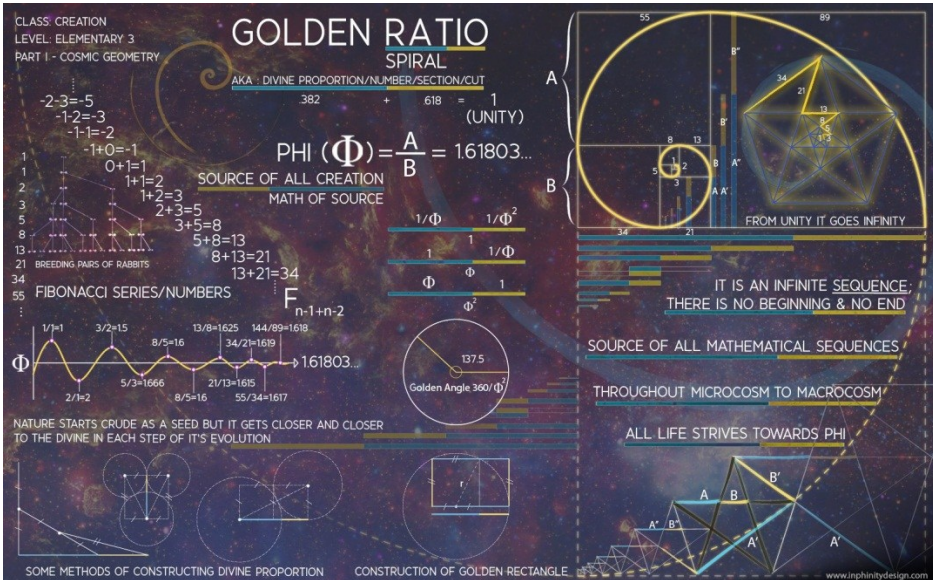 CLASS: CREATION
LEVEL: ELEMENTARY 3
PART I - COSMIC GEOMETRY
GOLDEN RATIO
SPIRAL
AKA : DIVINE PROPORTION/NUMBER/SECTION/CUT
.382 + .618 = 1
(UNITY)
PHI (Φ) = A/B = 1.61803...
SOURCE OF ALL CREATION
MATH OF SOURCE
-2-3=-5
-1-2=-3
-1-1=-2
-1+0=-1
0+1=1
1+1=2
1+2=3
2+3=5
3+5=8
5+8=13
8+13=21
13+21=34
1
1
2
3
5
8
13
21
34
55
BREEDING PAIRS OF RABBITS
FIBONACCI SERIES/NUMBERS
F n-1+n-2
1/Φ 1/Φ²
1
1 1/Φ
Φ
Φ 1
Φ²
55 89
A
B
34 21
8 13
5 3
1 2
B''
B'
B
A A' A''
34
21
13
8
5
FROM UNITY IT GOES INFINITY
Φ
1/1=1 3/2=1.5 13/8=1.625 144/89=1.618
8/5=1.6 34/21=1.619
1.61803...
5/3=1.666 21/13=1.615
2/1=2 8/5=1.6 55/34=1.617
137.5
Golden Angle 360/Φ²
IT IS AN INFINITE SEQUENCE;
THERE IS NO BEGINNING & NO END
SOURCE OF ALL MATHEMATICAL SEQUENCES
THROUGHOUT MICROCOSM TO MACROCOSM
ALL LIFE STRIVES TOWARDS PHI
NATURE STARTS CRUDE AS A SEED BUT IT GETS CLOSER AND CLOSER
TO THE DIVINE IN EACH STEP OF IT'S EVOLUTION
r
B'
A B
A'' B''
A' A'
SOME METHODS OF CONSTRUCTING DIVINE PROPORTION
CONSTRUCTION OF GOLDEN RECTANGLE
www.inphinitydesign.com